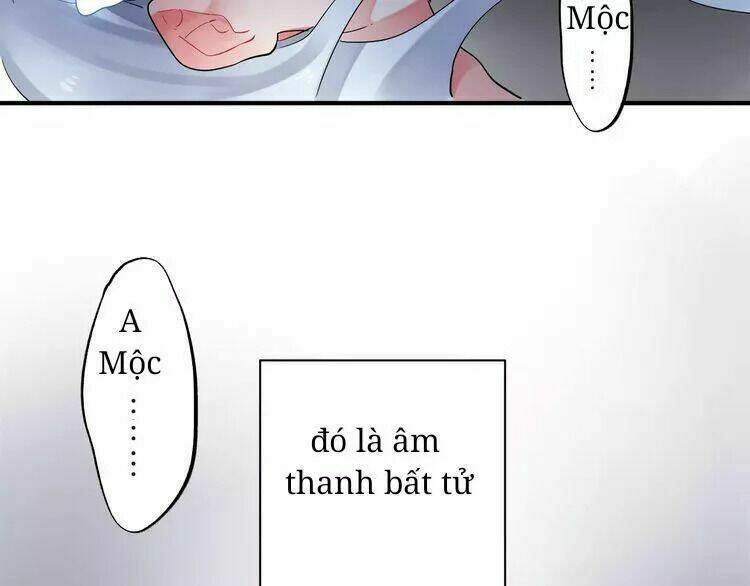 Mộc
......
A
Mộc
.......
đó là âm
thanh bất tử